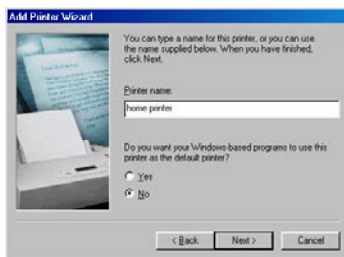 Add Printer Wizard
You can type a name for this printer, or you can use
the name supplied below. When you have finished,
click Next.
Printer name:
home printer
Do you want your Windows-based programs to use this
printer as the default printer?
Yes
No
< Back
Next >
Cancel